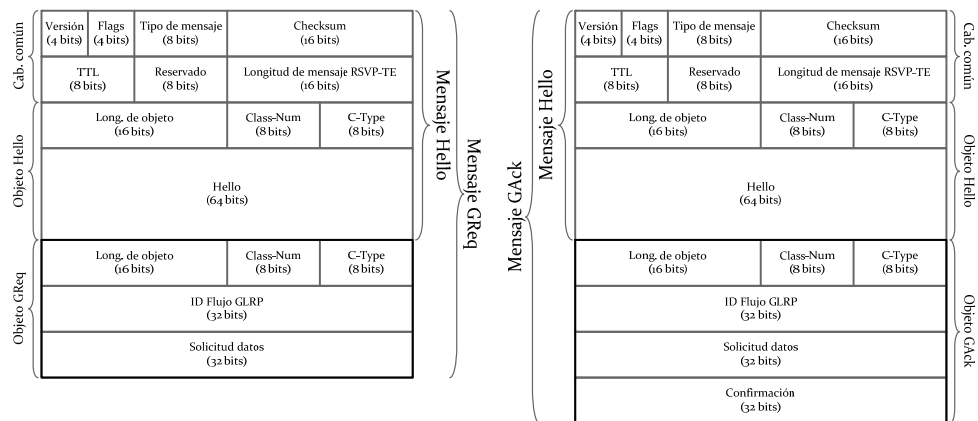 Cab. común
Versión
(4 bits)
Flags
(4 bits)
Tipo de mensaje
(8 bits)
Checksum
(16 bits)
TTL
(8 bits)
Reservado
(8 bits)
Longitud de mensaje RSVP-TE
(16 bits)
Objeto Hello
Long. de objeto
(16 bits)
Class-Num
(8 bits)
C-Type
(8 bits)
Hello
(64 bits)
Objeto GReq
Long. de objeto
(16 bits)
Class-Num
(8 bits)
C-Type
(8 bits)
ID Flujo GLRP
(32 bits)
Solicitud datos
(32 bits)
Mensaje Hello
Mensaje GReq
Mensaje GAck
Mensaje Hello
Versión
(4 bits)
Flags
(4 bits)
Tipo de mensaje
(8 bits)
Checksum
(16 bits)
TTL
(8 bits)
Reservado
(8 bits)
Longitud de mensaje RSVP-TE
(16 bits)
Cab.
común
Long. de objeto
(16 bits)
Class-Num
(8 bits)
C-Type
(8 bits)
Hello
(64 bits)
Objeto Hello
Long. de objeto
(16 bits)
Class-Num
(8 bits)
C-Type
(8 bits)
ID Flujo GLRP
(32 bits)
Solicitud datos
(32 bits)
Confirmación
(32 bits)
Objeto GAck